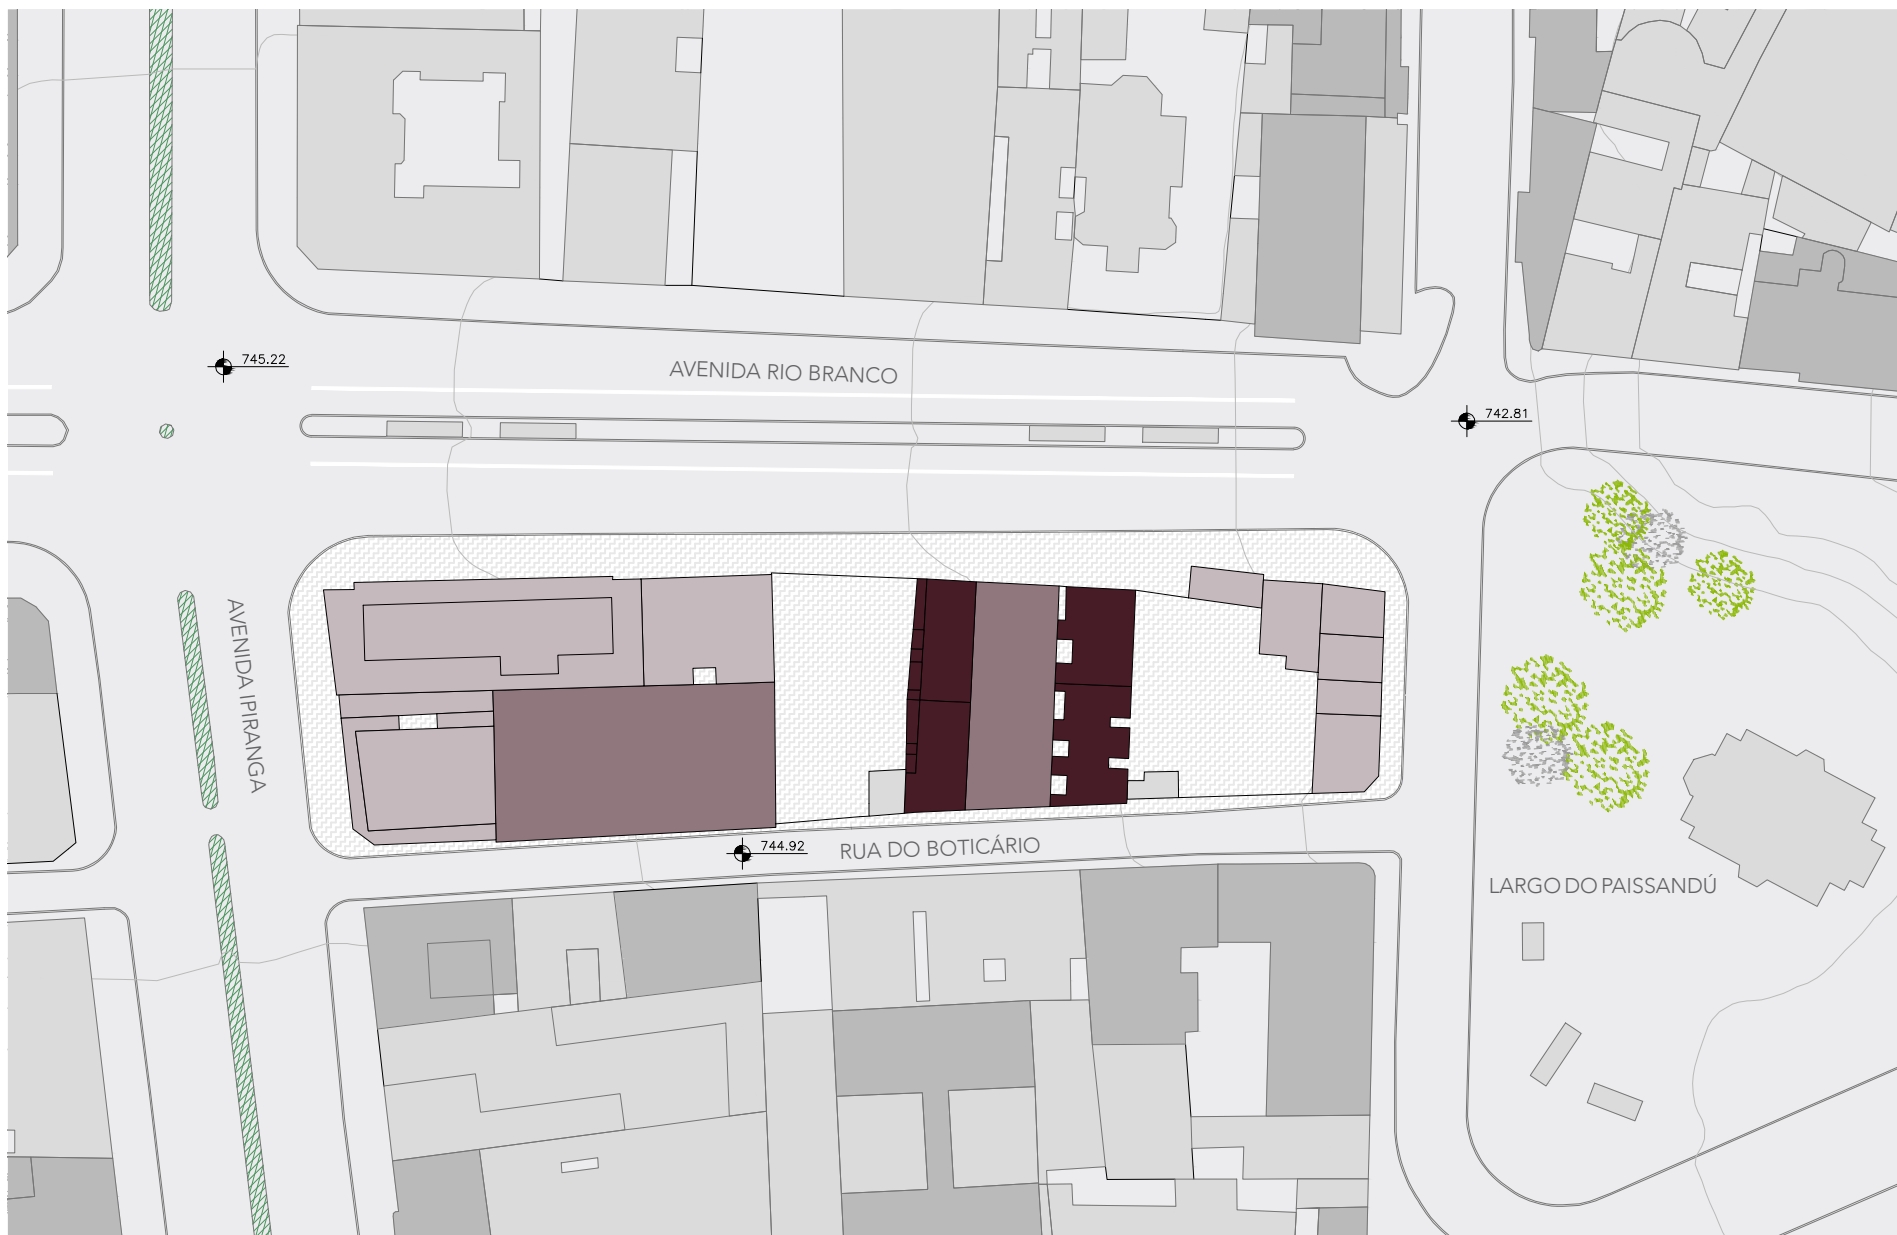 745.22
AVENIDA RIO BRANCO
742.81
AVENIDA IPIRANGA
744.92
RUA DO BOTICÁRIO
LARGO DO PAISSANDÚ